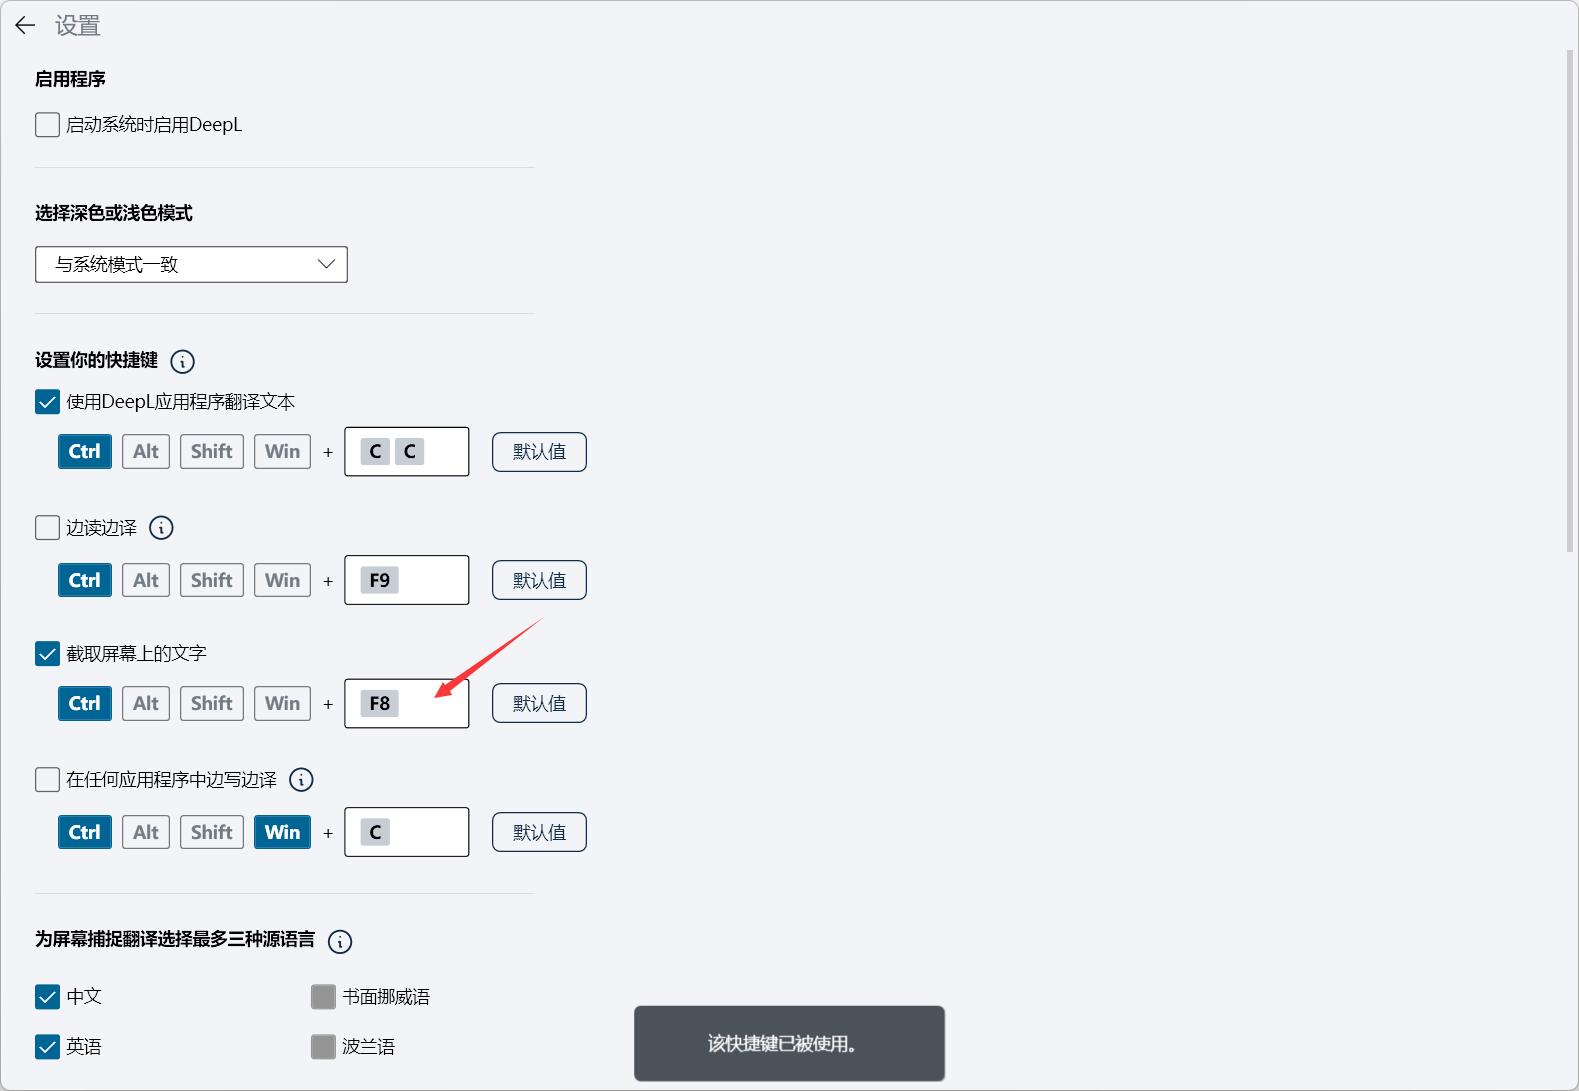 设置
启用程序
启动系统时启用DeepL
选择深色或浅色模式
与系统模式一致
设置你的快捷键
使用DeepL应用程序翻译文本
Ctrl Alt Shift Win + C C 默认值
边读边译
Ctrl Alt Shift Win + F9 默认值
截取屏幕上的文字
Ctrl Alt Shift Win + F8 默认值
在任何应用程序中边写边译
Ctrl Alt Shift Win + C 默认值
为屏幕捕捉翻译选择最多三种源语言
中文 书面挪威语
英语 波兰语
该快捷键已被使用。